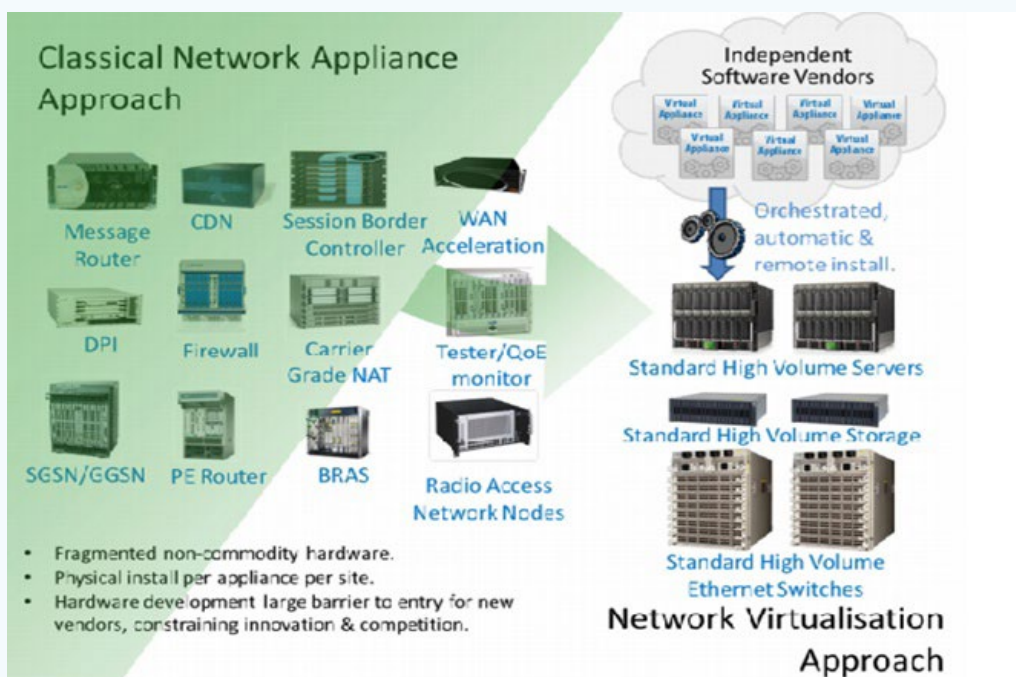 Classical Network Appliance
Approach
Message
Router
CDN
Session Border
Controller
WAN
Acceleration
DPI
Firewall
Carrier
Grade NAT
Tester/QoE
monitor
SGSN/GGSN
PE Router
BRAS
Radio Access
Network Nodes
• Fragmented non-commodity hardware.
• Physical install per appliance per site.
• Hardware development large barrier to entry for new
vendors, constraining innovation & competition.
Independent
Software Vendors
Virtual
Appliance
Virtual
Appliance
Virtual
Appliance
Virtual
Appliance
Virtual
Appliance
Virtual
Appliance
Virtual
Appliance
Orchestrated,
automatic &
remote install.
Standard High Volume Servers
Standard High Volume Storage
Standard High Volume
Ethernet Switches
Network Virtualisation
Approach